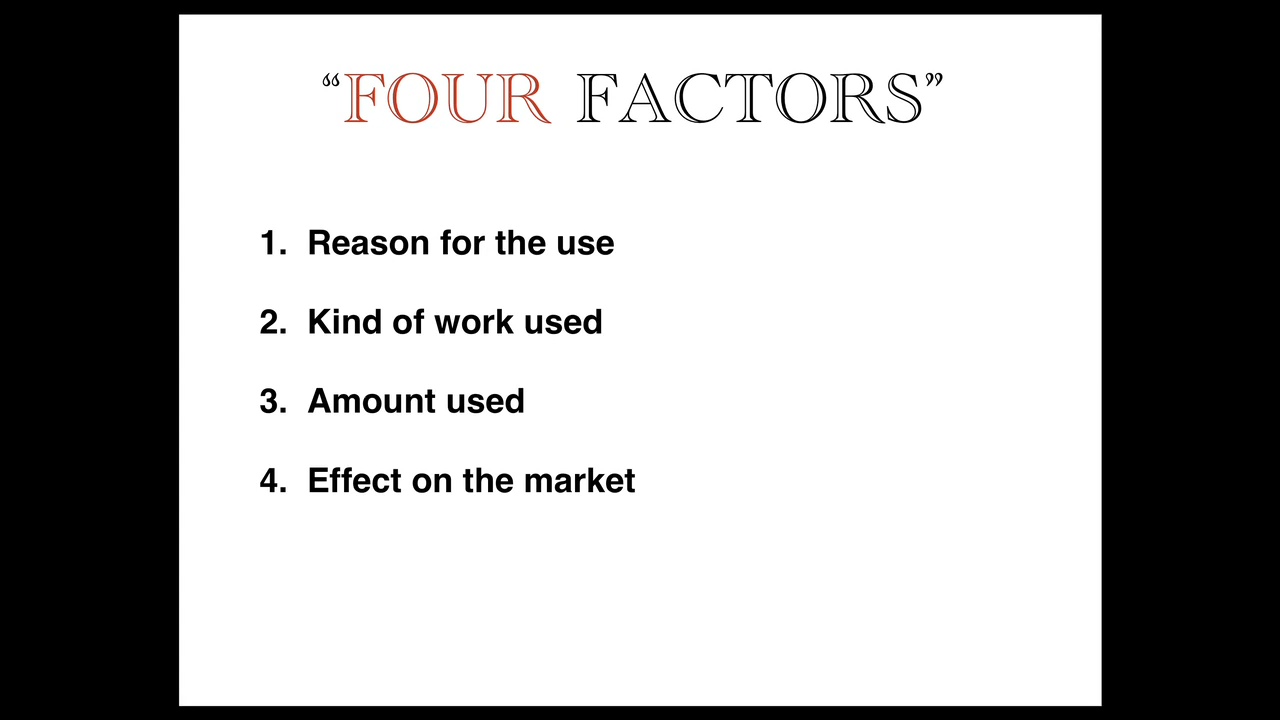 “FOUR FACTORS”
1. Reason for the use
2. Kind of work used
3. Amount used
4. Effect on the market